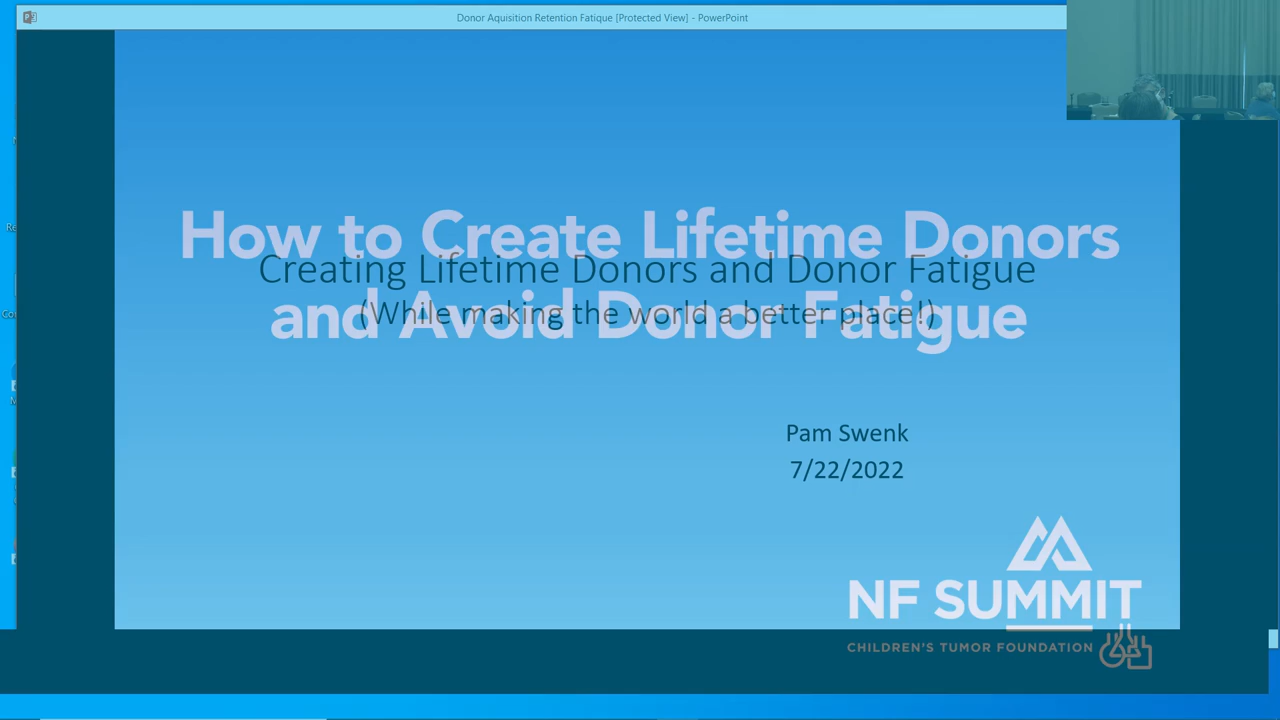 Donor Aquisition Retention Fatique [Protected View] - PowerPoint
How to Create Lifetime Donors
and Avoid Donor Fatigue
Creating Lifetime Donors and Donor Fatigue
(While making the world a better place!)
Pam Swenk
7/22/2022
NF SUMMIT
CHILDREN'S TUMOR FOUNDATION